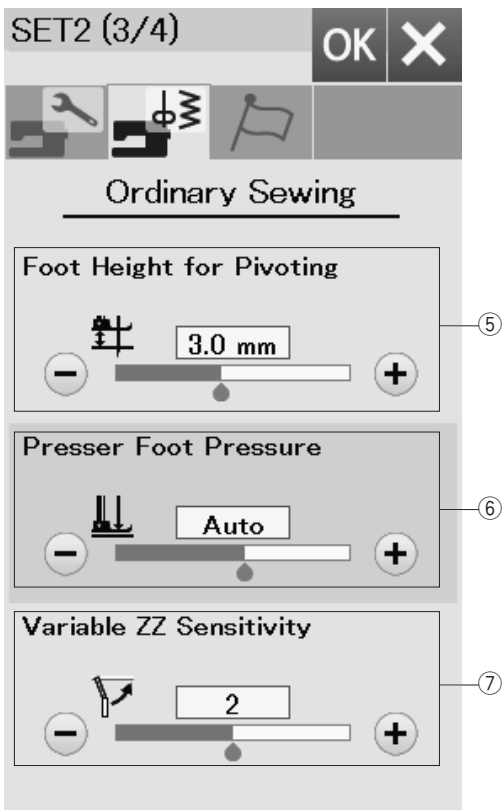 SET2 (3/4)
OK
Ordinary Sewing
Foot Height for Pivoting
⑤
3.0 mm
Presser Foot Pressure
⑥
Auto
Variable ZZ Sensitivity
⑦
2